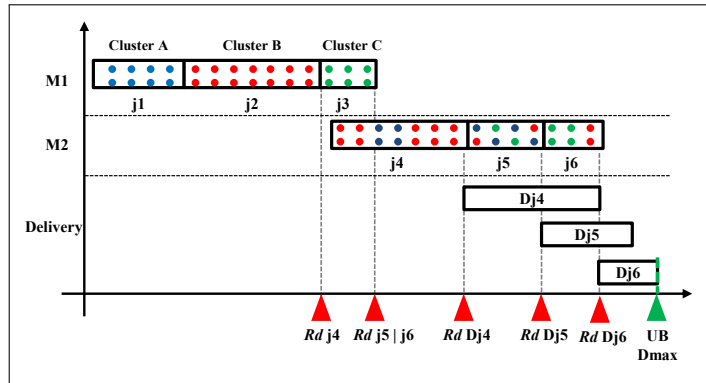 Cluster A Cluster B Cluster C
M1
j1 j2 j3
M2
j4 j5 j6
Dj4
Delivery Dj5
Dj6
Rd j4 Rd j5 | j6 Rd Dj4 Rd Dj5 Rd Dj6 UB
Dmax